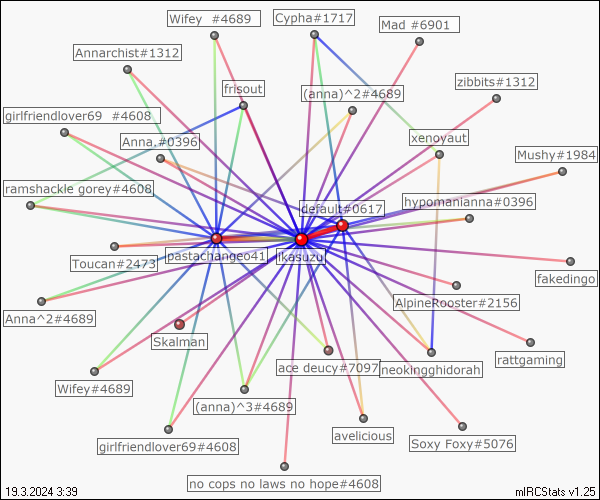 Wifey  #4689
Cypha#1717
Mad #6901
Annarchist#1312
frisout
(anna)^2#4689
zibbits#1312
girlfriendlover69  #4608
Anna.#0396
xenovaut
Mushy#1984
ramshackle gorey#4608
default#0617
hypomanianna#0396
Toucan#2473
pastachangeo41
ikasuzu
fakedingo
Anna^2#4689
Skalman
AlpineRooster#2156
Wifey#4689
ace deucy#7097
neokingghidorah
rattgaming
(anna)^3#4689
girlfriendlover69#4608
avelicious
Soxy Foxy#5076
no cops no laws no hope#4608
19.3.2024 3:39
mIRCStats v1.25